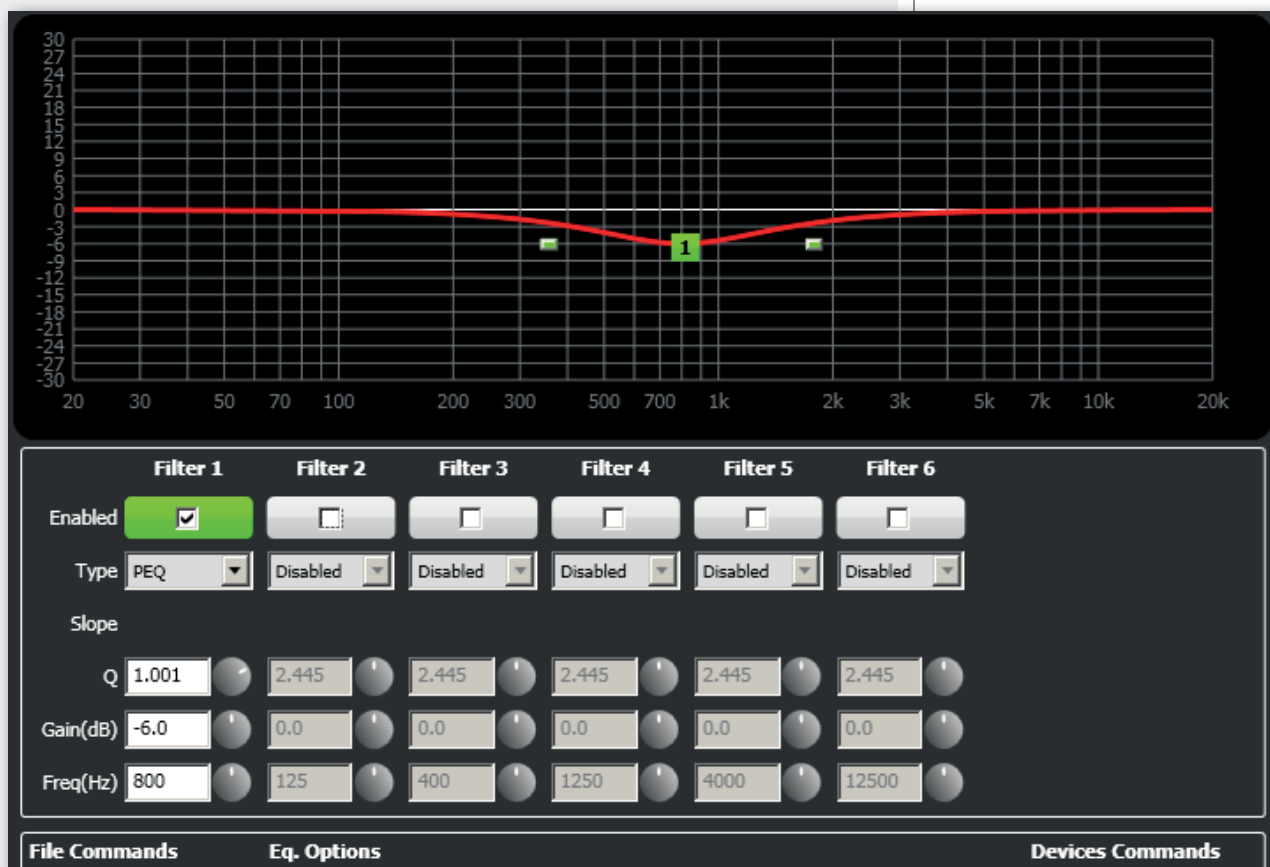 30
27
24
21
18
15
12
9
6
3
0
-3
-6
-9
-12
-15
-18
-21
-24
-27
-30
1
20 30 50 70 100 200 300 500 700 1k 2k 3k 5k 7k 10k 20k
Filter 1 Filter 2 Filter 3 Filter 4 Filter 5 Filter 6
Enabled
Type PEQ Disabled Disabled Disabled Disabled Disabled
Slope
Q 1.001 2.445 2.445 2.445 2.445 2.445
Gain(dB) -6.0 0.0 0.0 0.0 0.0 0.0
Freq(Hz) 800 125 400 1250 4000 12500
File Commands Eq. Options Devices Commands